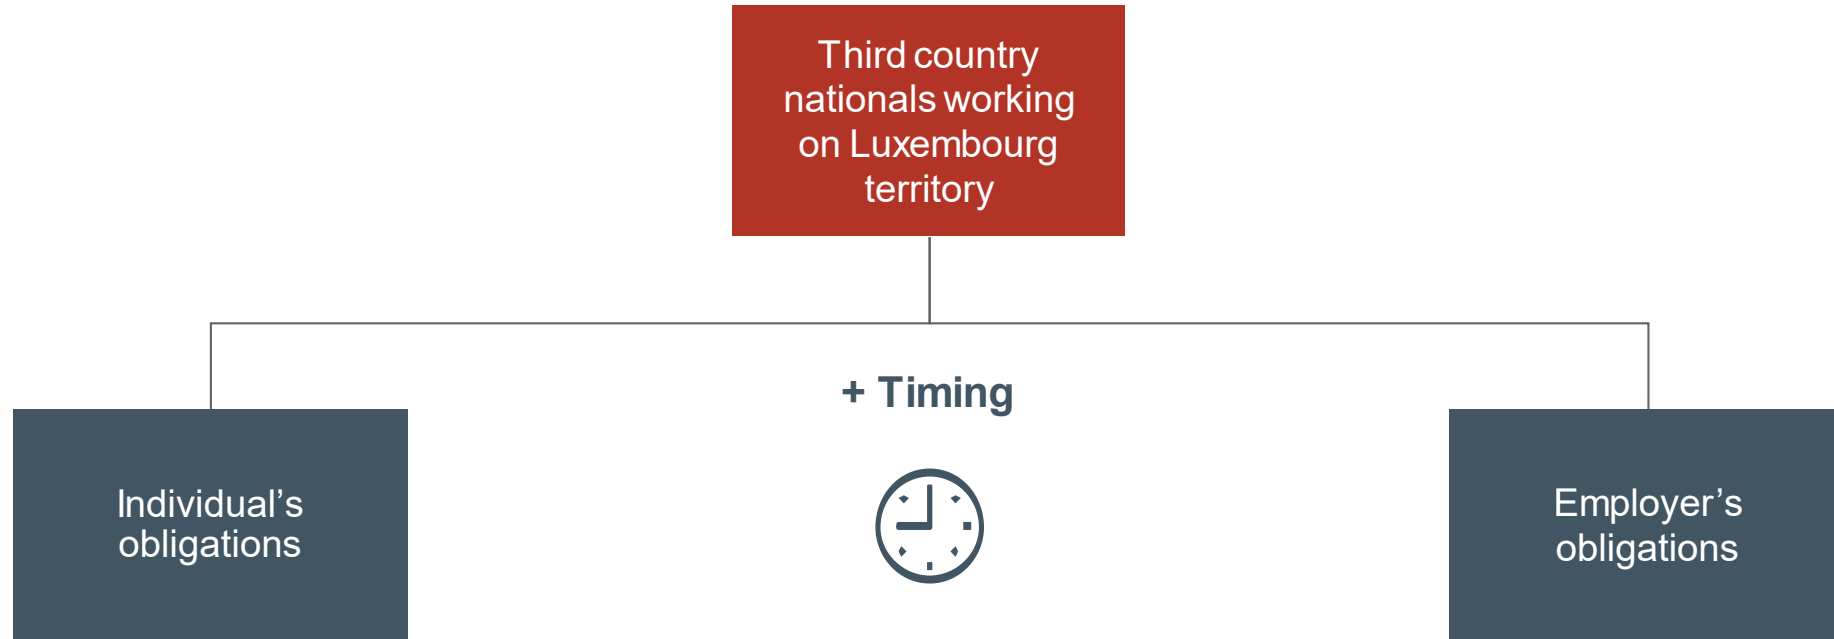 Third country
nationals working
on Luxembourg
territory
+ Timing
Individual’s
obligations
Employer’s
obligations